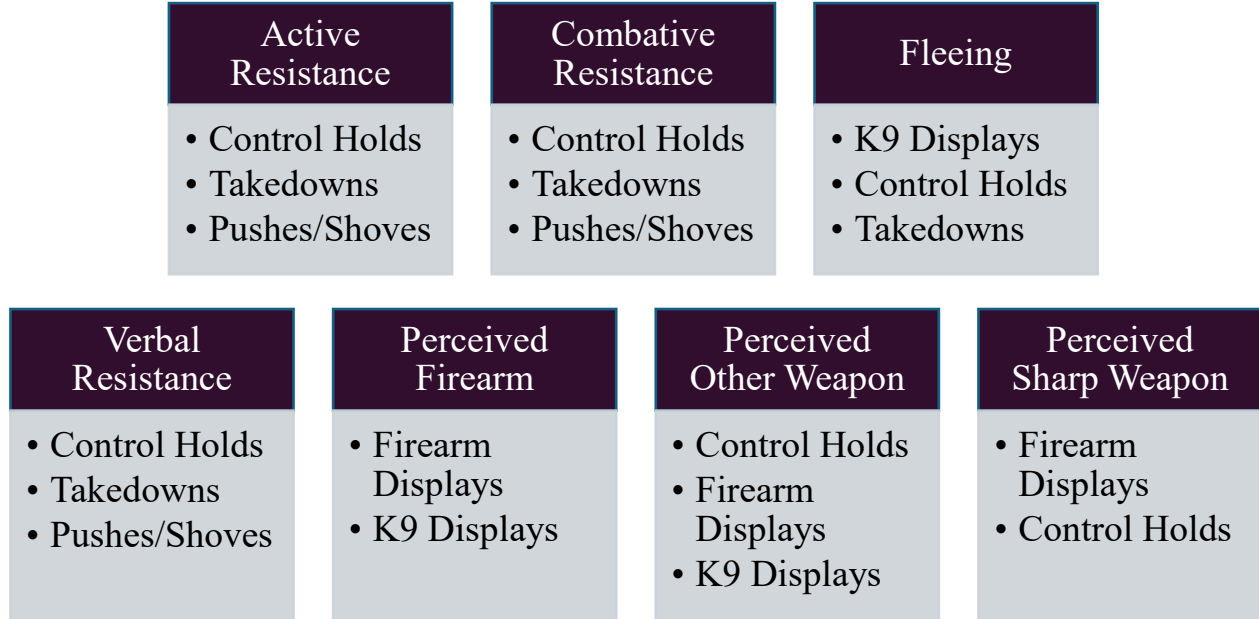 Active
Resistance
• Control Holds
• Takedowns
• Pushes/Shoves
Combative
Resistance
• Control Holds
• Takedowns
• Pushes/Shoves
Fleeing
• K9 Displays
• Control Holds
• Takedowns
Verbal
Resistance
• Control Holds
• Takedowns
• Pushes/Shoves
Perceived
Firearm
• Firearm
Displays
• K9 Displays
Perceived
Other Weapon
• Control Holds
• Firearm
Displays
• K9 Displays
Perceived
Sharp Weapon
• Firearm
Displays
• Control Holds